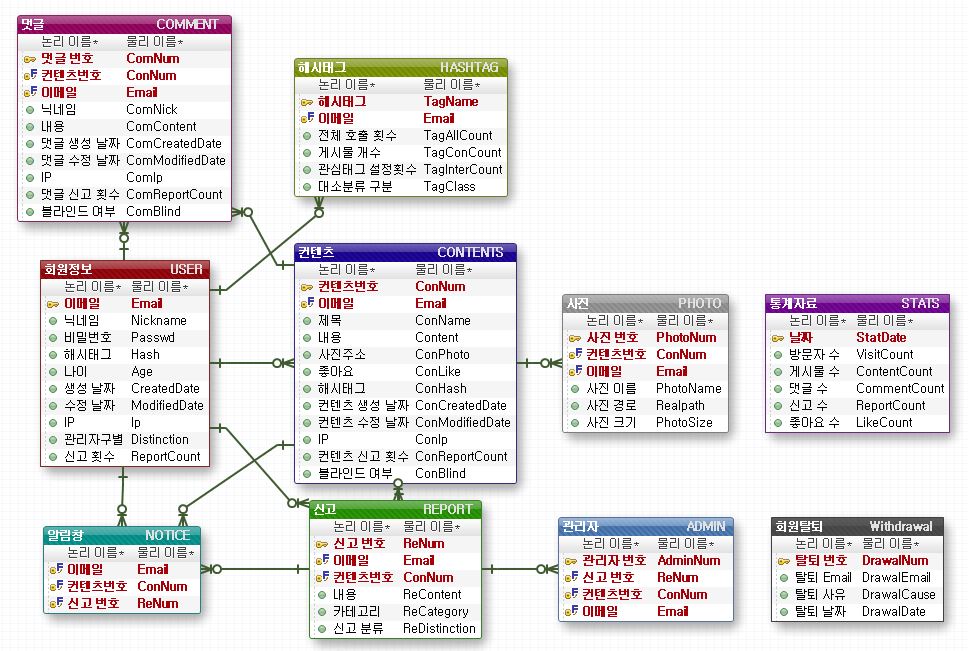 댓글 COMMENT
논리 이름* 물리 이름*
댓글 번호 ComNum
컨텐츠번호 ConNum
이메일 Email
닉네임 ComNick
내용 ComContent
댓글 생성 날짜 ComCreatedDate
댓글 수정 날짜 ComModifiedDate
IP ComIp
댓글 신고 횟수 ComReportCount
블라인드 여부 ComBlind
해시태그 HASHTAG
논리 이름* 물리 이름*
해시태그 TagName
이메일 Email
전체 호출 횟수 TagAllCount
게시물 개수 TagConCount
관심태그 설정횟수 TagInterCount
대소분류 구분 TagClass
회원정보 USER
논리 이름* 물리 이름*
이메일 Email
닉네임 Nickname
비밀번호 Passwd
해시태그 Hash
나이 Age
생성 날짜 CreatedDate
수정 날짜 ModifiedDate
IP Ip
관리자구별 Distinction
신고 횟수 ReportCount
컨텐츠 CONTENTS
논리 이름* 물리 이름*
컨텐츠번호 ConNum
이메일 Email
제목 ConName
내용 Content
사진주소 ConPhoto
좋아요 ConLike
해시태그 ConHash
컨텐츠 생성 날짜 ConCreatedDate
컨텐츠 수정 날짜 ConModifiedDate
IP ConIp
컨텐츠 신고 횟수 ConReportCount
블라인드 여부 ConBlind
사진 PHOTO
논리 이름* 물리 이름*
사진 번호 PhotoNum
컨텐츠번호 ConNum
이메일 Email
사진 이름 PhotoName
사진 경로 Realpath
사진 크기 PhotoSize
통계자료 STATS
논리 이름* 물리 이름*
날짜 StatDate
방문자 수 VisitCount
게시물 수 ContentCount
댓글 수 CommentCount
신고 수 ReportCount
좋아요 수 LikeCount
알림창 NOTICE
논리 이름* 물리 이름*
이메일 Email
컨텐츠번호 ConNum
신고 번호 ReNum
신고 REPORT
논리 이름* 물리 이름*
신고 번호 ReNum
이메일 Email
컨텐츠번호 ConNum
내용 ReContent
카테고리 ReCategory
신고 분류 ReDistinction
관리자 ADMIN
논리 이름* 물리 이름*
관리자 번호 AdminNum
신고 번호 ReNum
컨텐츠번호 ConNum
이메일 Email
회원탈퇴 Withdrawal
논리 이름* 물리 이름*
탈퇴 번호 DrawalNum
탈퇴 Email DrawalEmail
탈퇴 사유 DrawalCause
탈퇴 날짜 DrawalDate